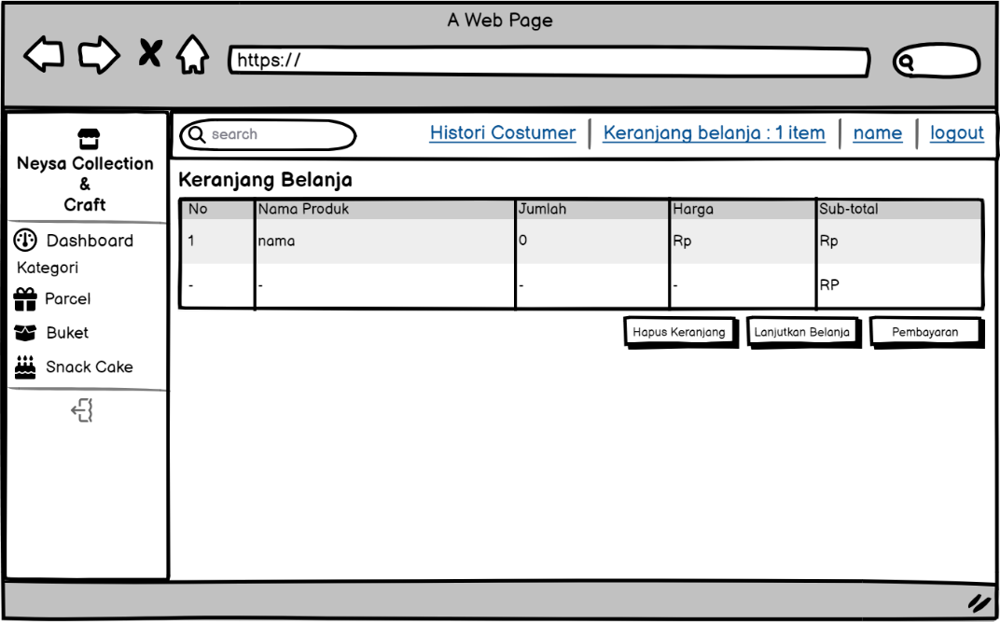 A Web Page
https://
Neysa Collection
&
Craft
Dashboard
Kategori
Parcel
Buket
Snack Cake
search
Histori Costumer
Keranjang belanja : 1 item
name
logout
Keranjang Belanja
No Nama Produk Jumlah Harga Sub-total
1 nama 0 Rp Rp
- - - - RP
Hapus Keranjang
Lanjutkan Belanja
Pembayaran